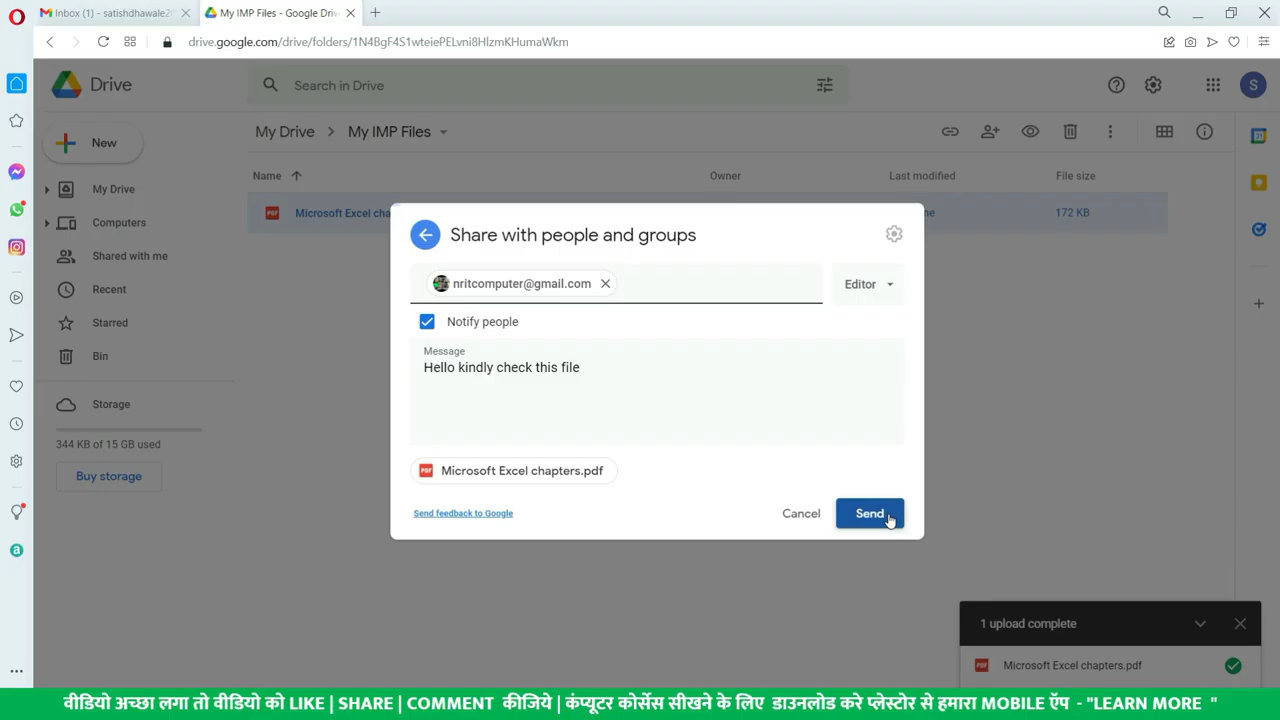 Inbox (1) - satishdhawale2
My IMP Files - Google Driv
drive.google.com/drive/folders/1N4BgF4S1wteiePELvni8HlzmKHumaWkm
Drive
Search in Drive
S
New
My Drive
My IMP Files
My Drive
Computers
Shared with me
Recent
Starred
Bin
Storage
344 KB of 15 GB used
Buy storage
Name
Owner
Last modified
File size
Microsoft Excel cha
172 KB
Share with people and groups
nritcomputer@gmail.com
Editor
Notify people
Message
Hello kindly check this file
Microsoft Excel chapters.pdf
Send feedback to Google
Cancel
Send
1 upload complete
Microsoft Excel chapters.pdf
वीडियो अच्छा लगा तो वीडियो को LIKE | SHARE | COMMENT कीजिये | कंप्यूटर कोर्सेस सीखने के लिए डाउनलोड करे प्लेस्टोर से हमारा MOBILE ऍप - "LEARN MORE "